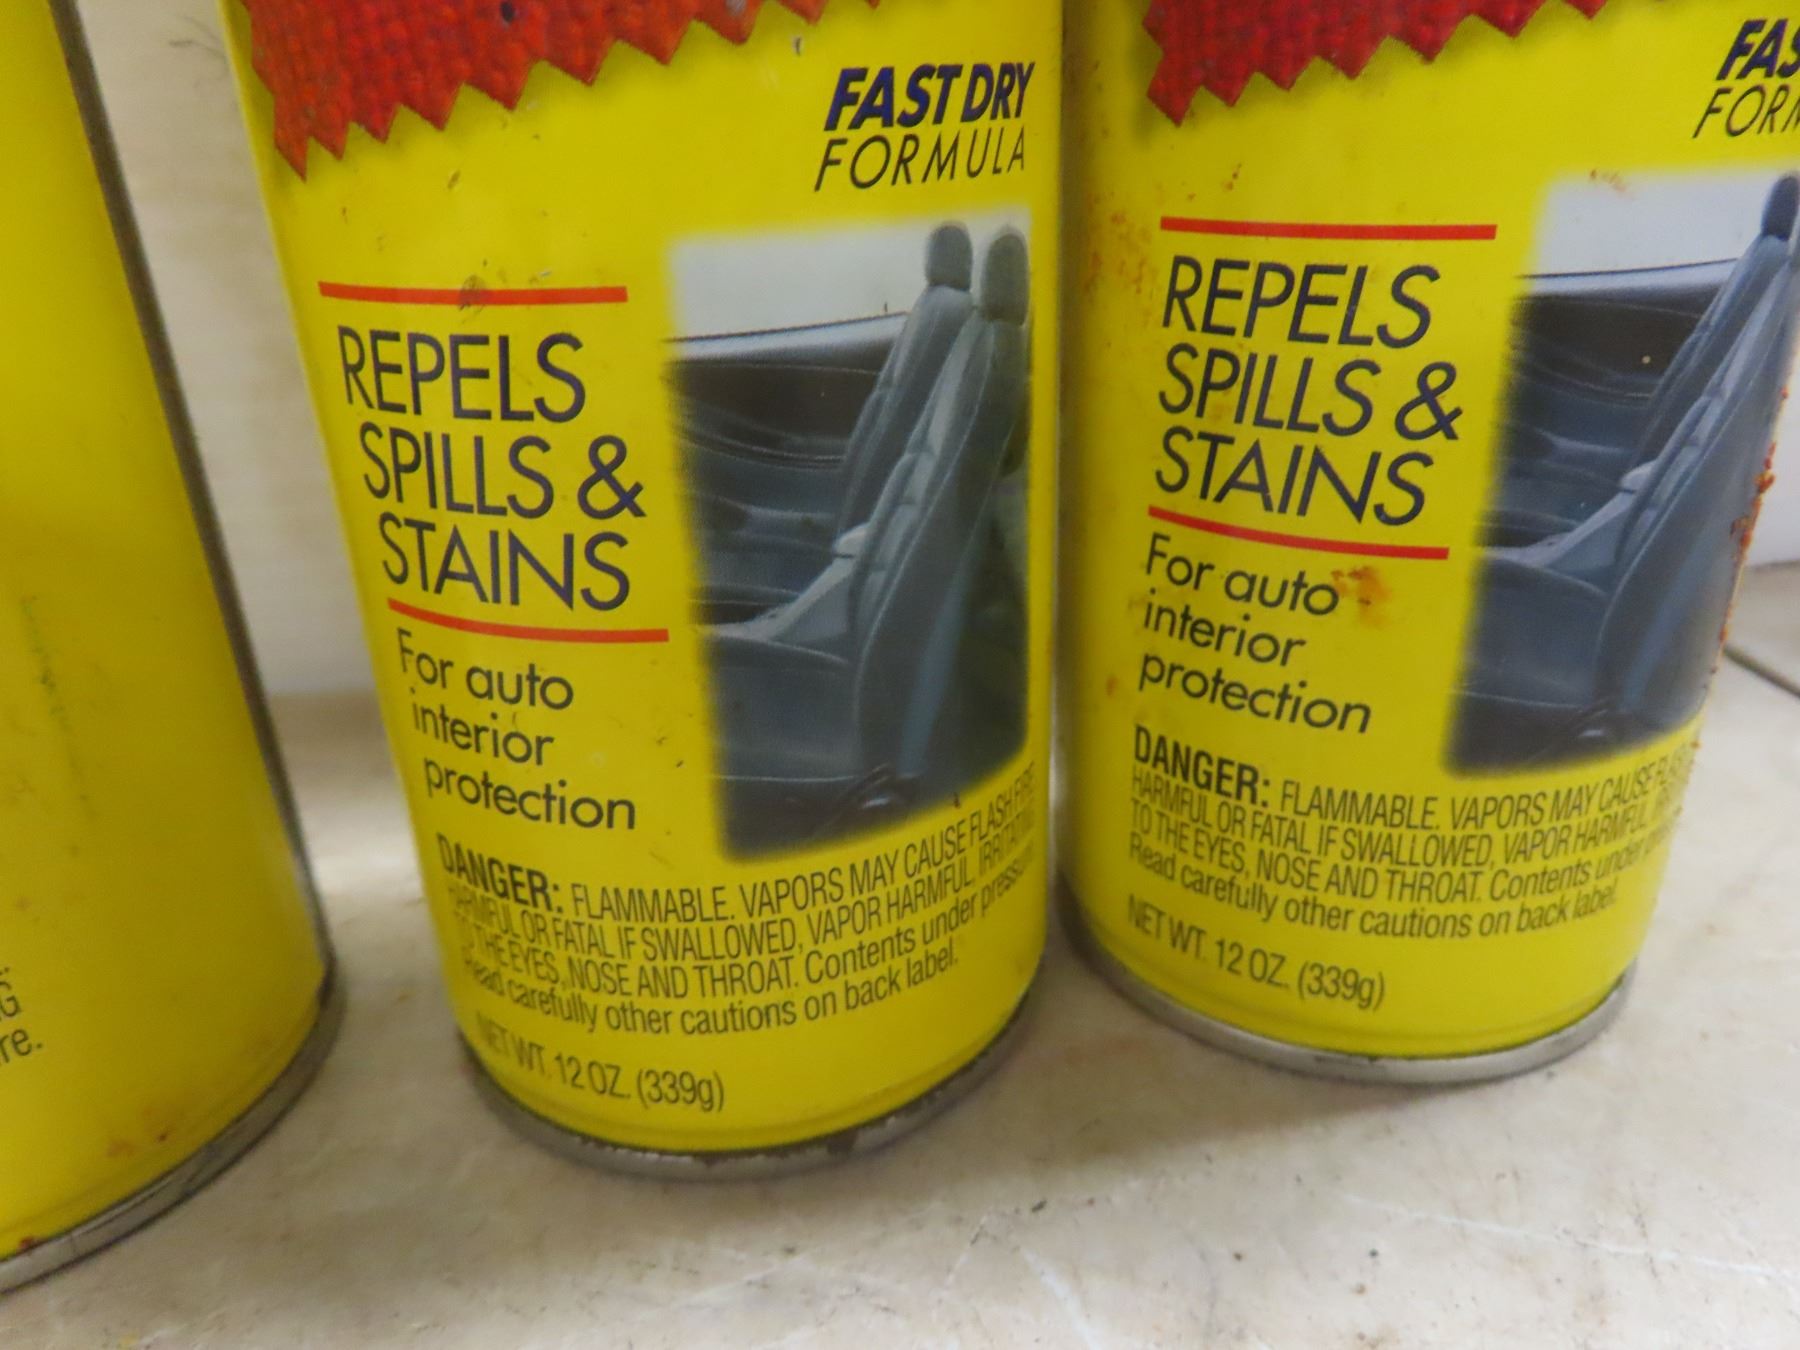 FAST DRY
FORMULA
REPELS
SPILLS &
STAINS
For auto
interior
protection
DANGER: FLAMMABLE. VAPORS MAY CAUSE FLASH FIRE
HARMFUL OR FATAL IF SWALLOWED, VAPOR HARMFUL, IRRITATING
TO THE EYES, NOSE AND THROAT. Contents under pressure
Read carefully other cautions on back label.
NET WT. 12 OZ. (339g)
REPELS
SPILLS &
STAINS
For auto
interior
protection
DANGER: FLAMMABLE. VAPORS MAY CAUSE
HARMFUL OR FATAL IF SWALLOWED, VAPOR HARMFUL,
TO THE EYES, NOSE AND THROAT. Contents under
Read carefully other cautions on back label.
NET WT. 12 OZ. (339g)